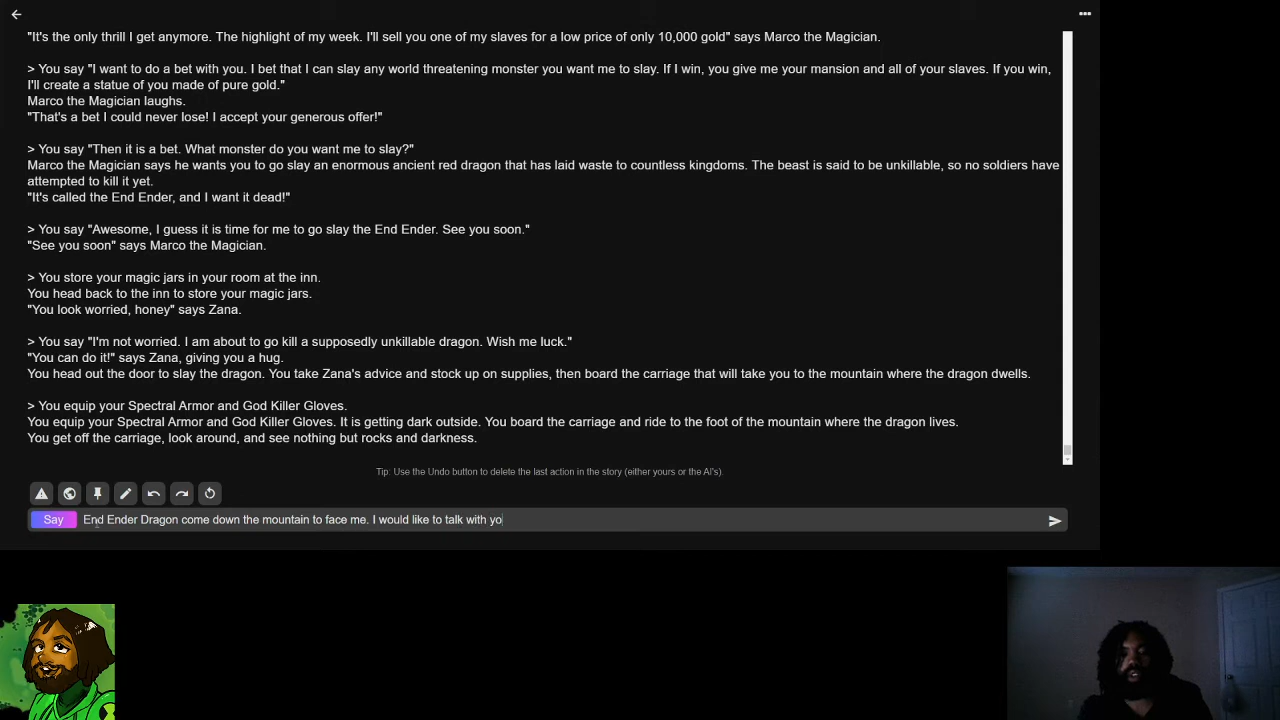 "It's the only thrill I get anymore. The highlight of my week. I'll sell you one of my slaves for a low price of only 10,000 gold" says Marco the Magician.
> You say "I want to do a bet with you. I bet that I can slay any world threatening monster you want me to slay. If I win, you give me your mansion and all of your slaves. If you win,
I'll create a statue of you made of pure gold."
Marco the Magician laughs.
"That's a bet I could never lose! I accept your generous offer!"
> You say "Then it is a bet. What monster do you want me to slay?"
Marco the Magician says he wants you to go slay an enormous ancient red dragon that has laid waste to countless kingdoms. The beast is said to be unkillable, so no soldiers have
attempted to kill it yet.
"It's called the End Ender, and I want it dead!"
> You say "Awesome, I guess it is time for me to go slay the End Ender. See you soon."
"See you soon" says Marco the Magician.
> You store your magic jars in your room at the inn.
You head back to the inn to store your magic jars.
"You look worried, honey" says Zana.
> You say "I'm not worried. I am about to go kill a supposedly unkillable dragon. Wish me luck."
"You can do it!" says Zana, giving you a hug.
You head out the door to slay the dragon. You take Zana's advice and stock up on supplies, then board the carriage that will take you to the mountain where the dragon dwells.
> You equip your Spectral Armor and God Killer Gloves.
You equip your Spectral Armor and God Killer Gloves. It is getting dark outside. You board the carriage and ride to the foot of the mountain where the dragon lives.
You get off the carriage, look around, and see nothing but rocks and darkness.
Tip: Use the Undo button to delete the last action in the story (either yours or the AI's).
Say End Ender Dragon come down the mountain to face me. I would like to talk with yo